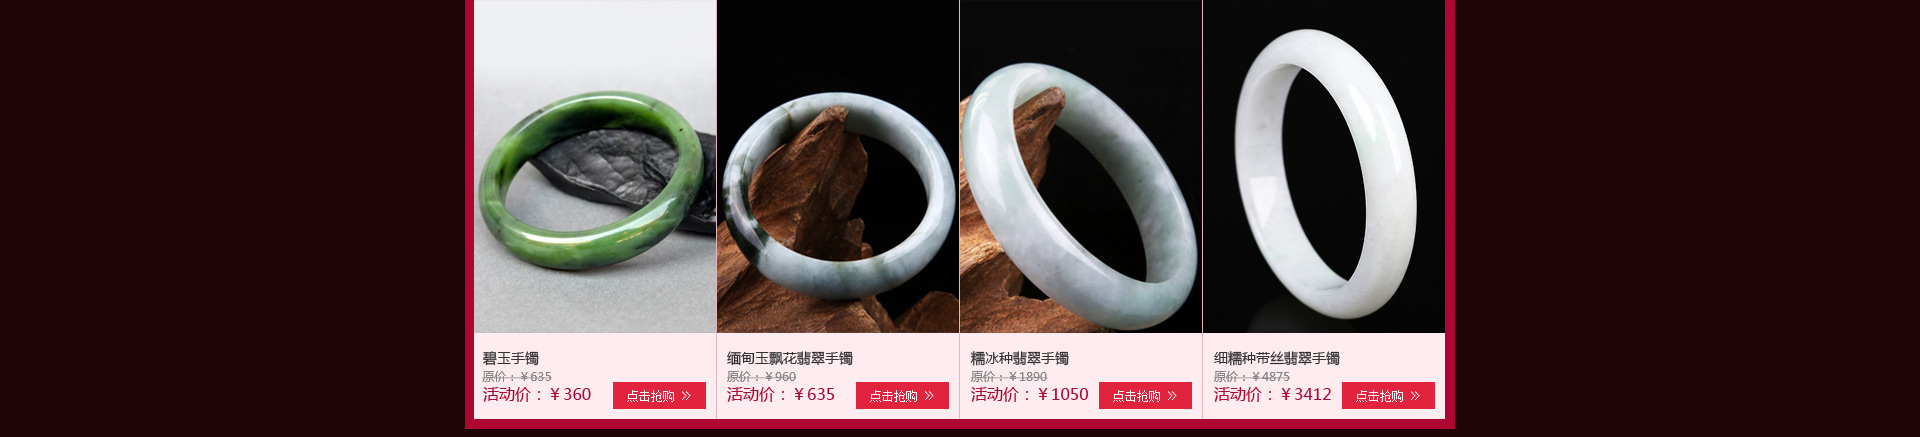 碧玉手镯
原价：￥635
活动价：￥360
点击抢购 »
缅甸玉飘花翡翠手镯
原价：￥960
活动价：￥635
点击抢购 »
糯冰种翡翠手镯
原价：￥1890
活动价：￥1050
点击抢购 »
细糯种带丝翡翠手镯
原价：￥4875
活动价：￥3412
点击抢购 »